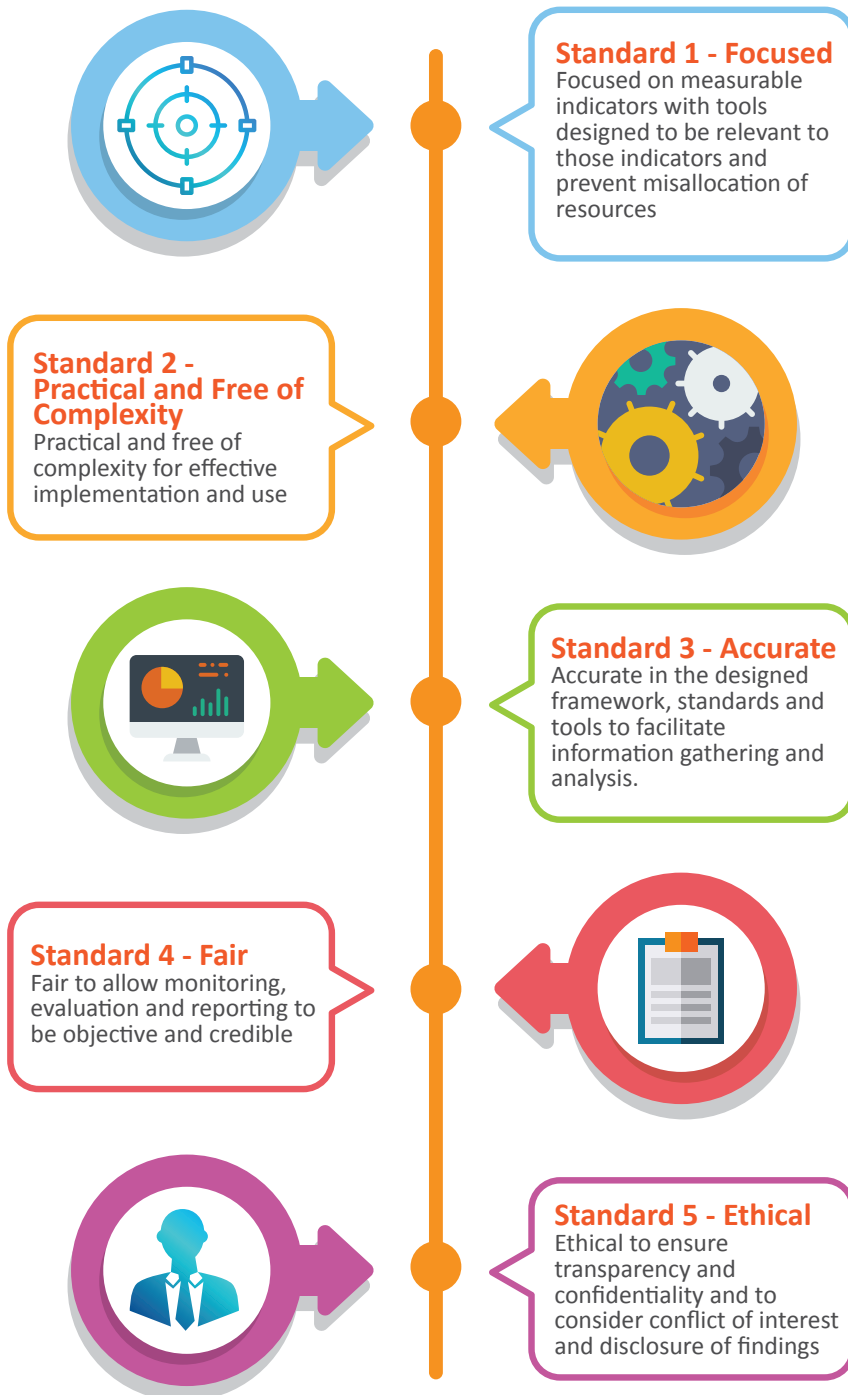 Standard 1 - Focused
Focused on measurable
indicators with tools
designed to be relevant to
those indicators and
prevent misallocation of
resources
Standard 2 -
Practical and Free of
Complexity
Practical and free of
complexity for effective
implementation and use
Standard 3 - Accurate
Accurate in the designed
framework, standards and
tools to facilitate
information gathering and
analysis.
Standard 4 - Fair
Fair to allow monitoring,
evaluation and reporting to
be objective and credible
Standard 5 - Ethical
Ethical to ensure
transparency and
confidentiality and to
consider conflict of interest
and disclosure of findings